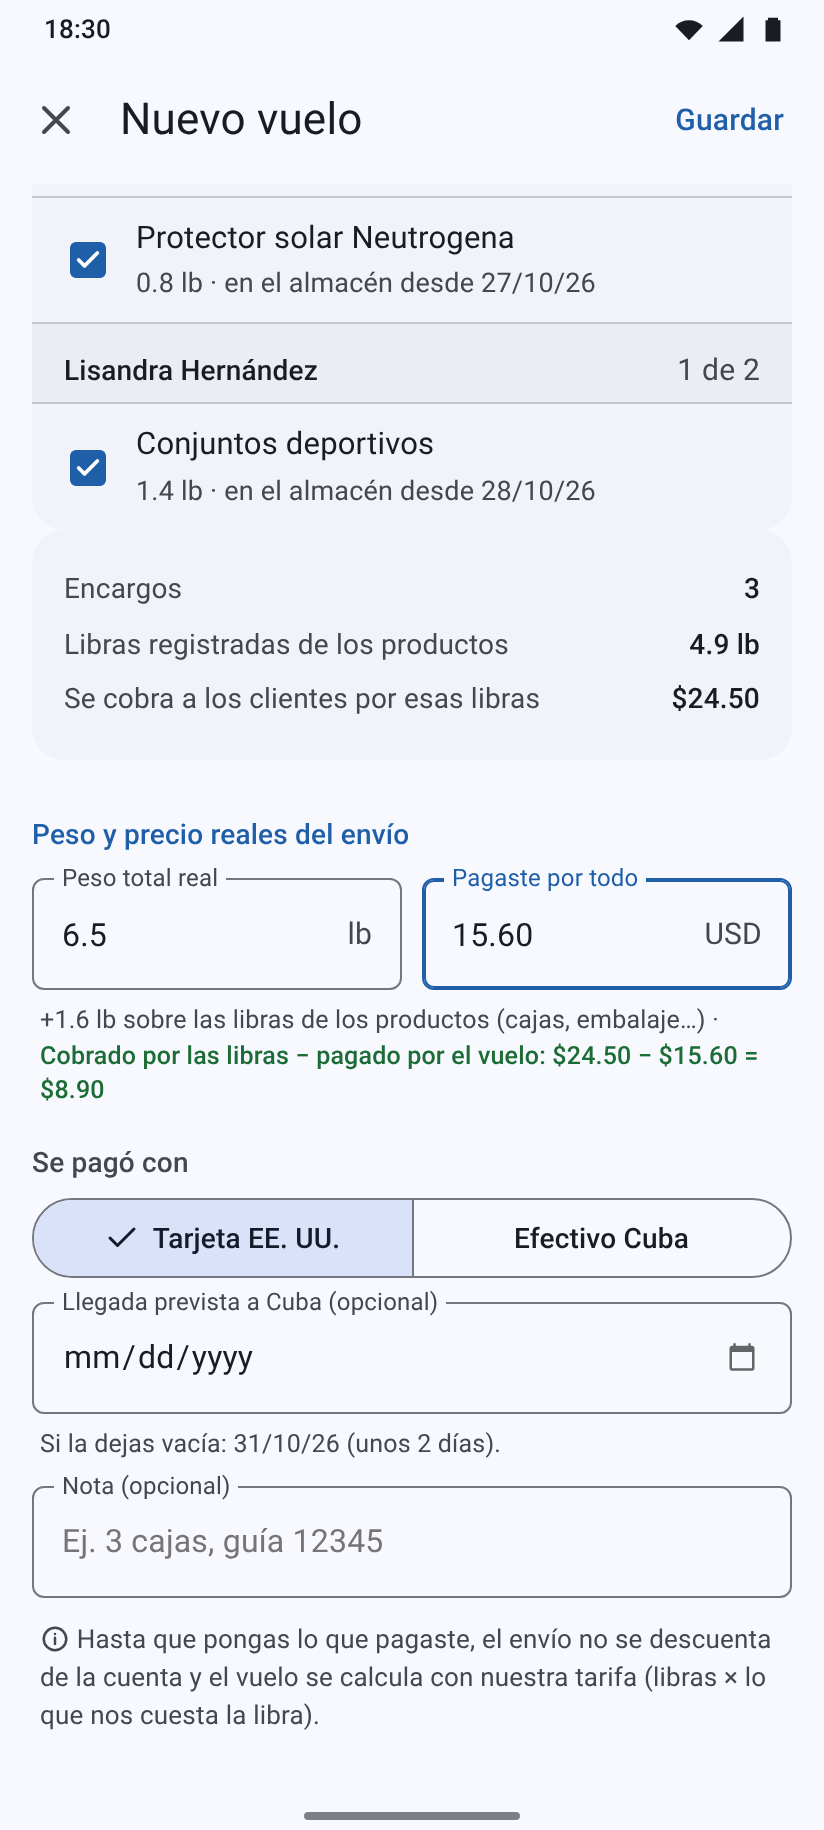 18:30
Nuevo vuelo
Guardar
Protector solar Neutrogena
0.8 lb · en el almacén desde 27/10/26
Lisandra Hernández
1 de 2
Conjuntos deportivos
1.4 lb · en el almacén desde 28/10/26
Encargos
3
Libras registradas de los productos
4.9 lb
Se cobra a los clientes por esas libras
$24.50
Peso y precio reales del envío
Peso total real
6.5
lb
Pagaste por todo
15.60
USD
+1.6 lb sobre las libras de los productos (cajas, embalaje…) ·
Cobrado por las libras − pagado por el vuelo: $24.50 − $15.60 =
$8.90
Se pagó con
Tarjeta EE. UU.
Efectivo Cuba
Llegada prevista a Cuba (opcional)
mm/dd/yyyy
Si la dejas vacía: 31/10/26 (unos 2 días).
Nota (opcional)
Ej. 3 cajas, guía 12345
Hasta que pongas lo que pagaste, el envío no se descuenta
de la cuenta y el vuelo se calcula con nuestra tarifa (libras × lo
que nos cuesta la libra).